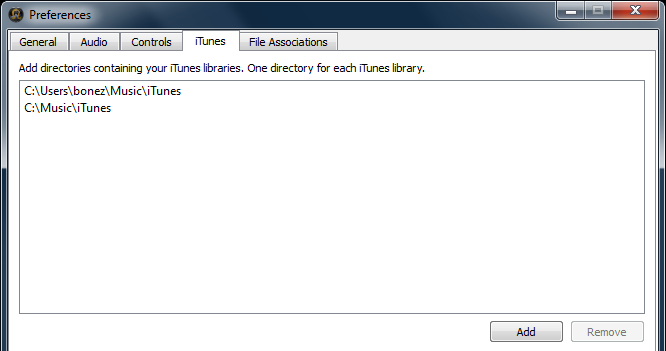 Preferences
General Audio Controls iTunes File Associations
Add directories containing your iTunes libraries. One directory for each iTunes library.
C:\Users\bonez\Music\iTunes
C:\Music\iTunes
Add Remove